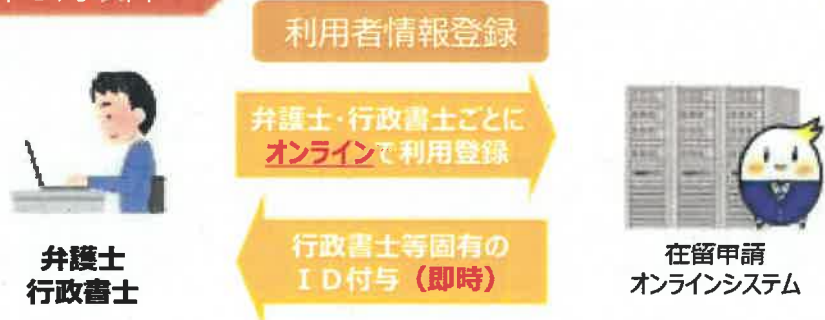 利用者情報登録
弁護士・行政書士ごとに
オンラインで利用登録
行政書士等固有の
ＩＤ付与（即時）
弁護士
行政書士
在留申請
オンラインシステム